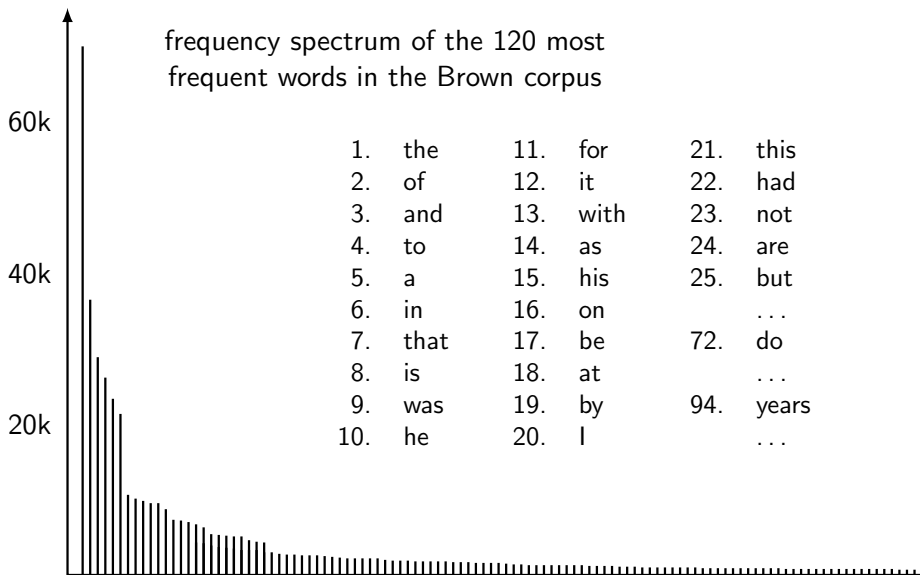 frequency spectrum of the 120 most
frequent words in the Brown corpus
60k
40k
20k
1. the 11. for 21. this
2. of 12. it 22. had
3. and 13. with 23. not
4. to 14. as 24. are
5. a 15. his 25. but
6. in 16. on ...
7. that 17. be 72. do
8. is 18. at ...
9. was 19. by 94. years
10. he 20. I ...